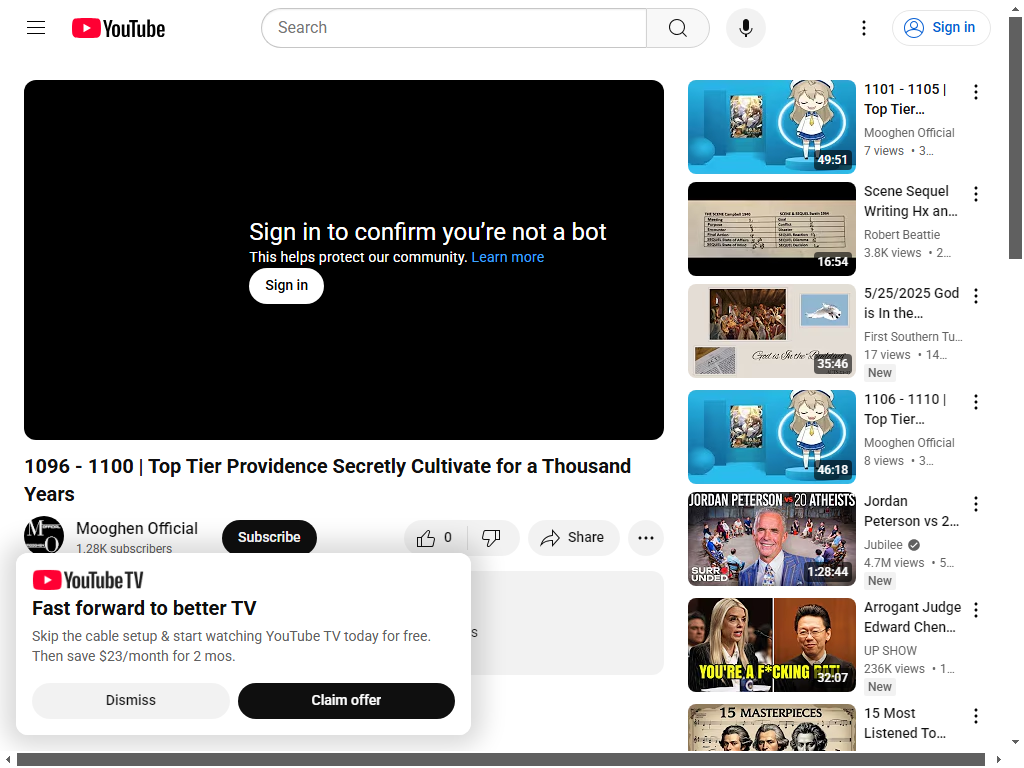 YouTube
Search
Sign in
Sign in to confirm you’re not a bot
This helps protect our community. Learn more
Sign in
1096 - 1100 | Top Tier Providence Secretly Cultivate for a Thousand
Years
Mooghen Official
1.28K subscribers
Subscribe
0
Share
YouTube TV
Fast forward to better TV
Skip the cable setup & start watching YouTube TV today for free.
Then save $23/month for 2 mos.
Dismiss
Claim offer
49:51
1101 - 1105 |
Top Tier…
Mooghen Official
7 views • 3…
16:54
Scene Sequel
Writing Hx an…
Robert Beattie
3.8K views • 2…
God is In the
35:46
5/25/2025 God
is In the…
First Southern Tu…
17 views • 14…
New
46:18
1106 - 1110 |
Top Tier…
Mooghen Official
8 views • 3…
JORDAN PETERSON vs 20 ATHEISTS
SURROUNDED
1:28:44
Jordan
Peterson vs 2…
Jubilee
4.7M views • 5…
New
YOU'RE A F*CKING RAT!
32:07
Arrogant Judge
Edward Chen…
UP SHOW
236K views • 1…
New
15 MASTERPIECES
15 Most
Listened To…